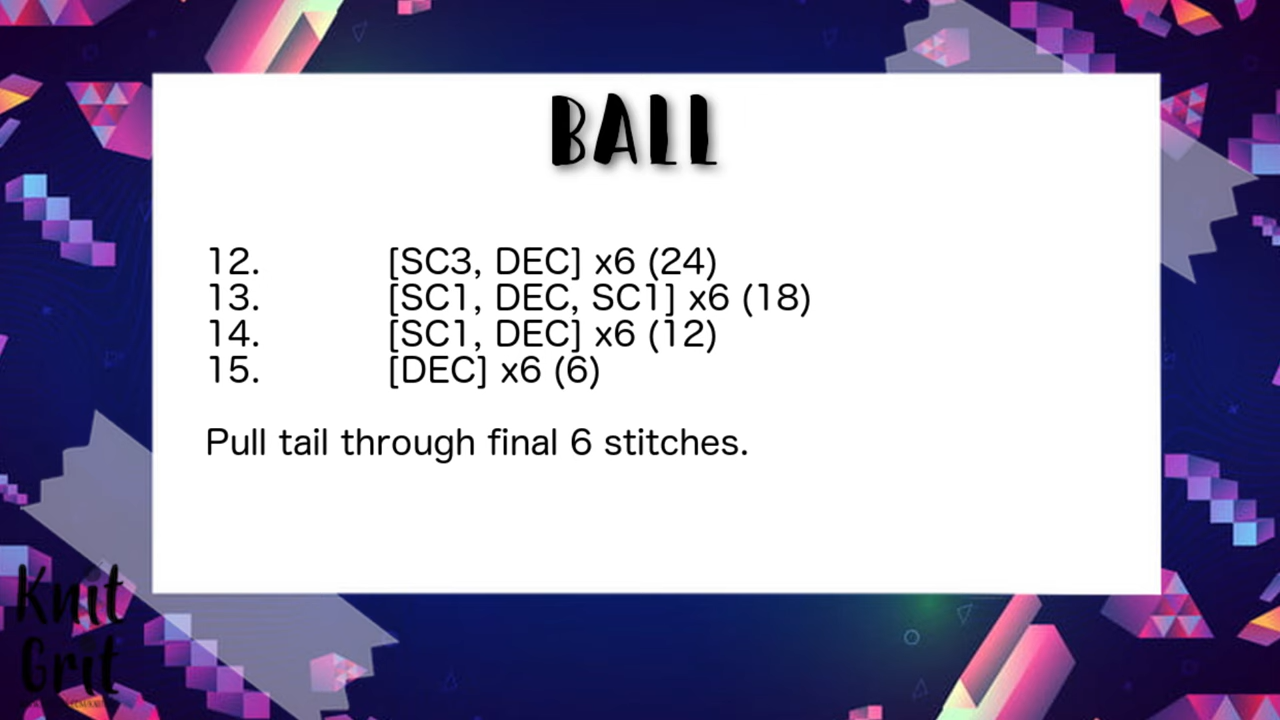 BALL
12. [SC3, DEC] x6 (24)
13. [SC1, DEC, SC1] x6 (18)
14. [SC1, DEC] x6 (12)
15. [DEC] x6 (6)
Pull tail through final 6 stitches.
Knit
Grit